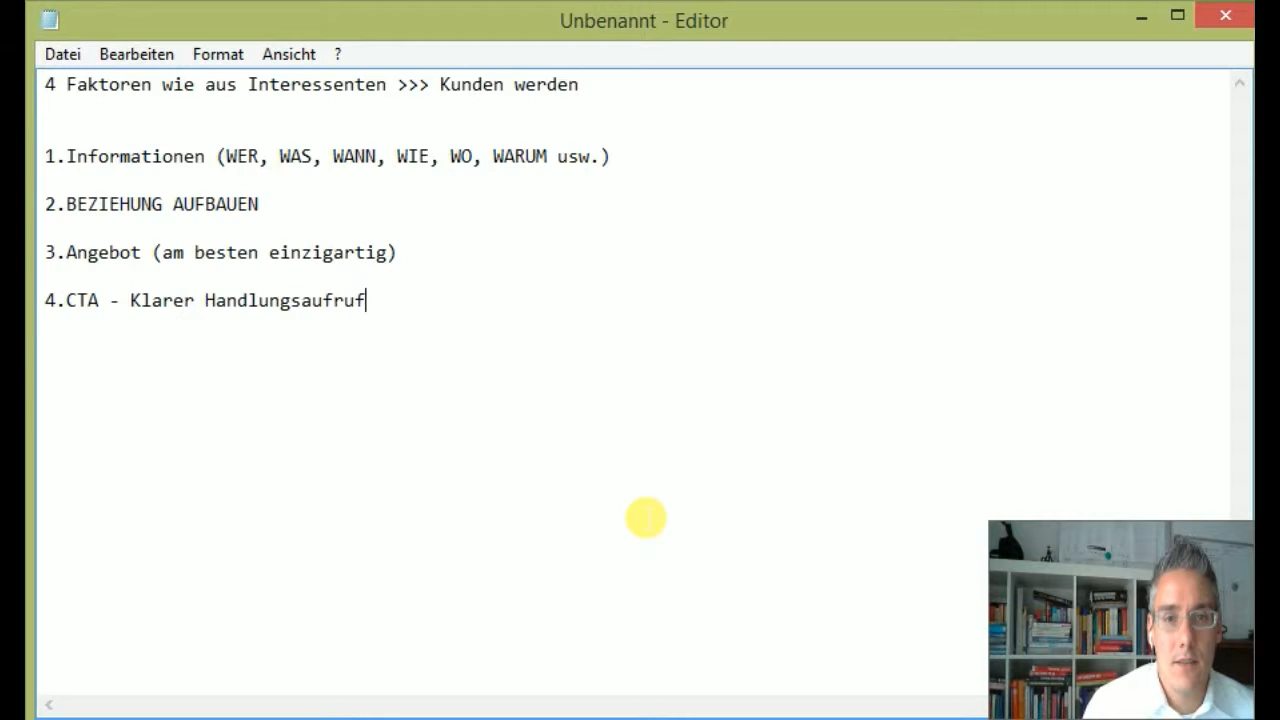 Unbenannt - Editor
Datei Bearbeiten Format Ansicht ?
4 Faktoren wie aus Interessenten >>> Kunden werden
1.Informationen (WER, WAS, WANN, WIE, WO, WARUM usw.)
2.BEZIEHUNG AUFBAUEN
3.Angebot (am besten einzigartig)
4.CTA - Klarer Handlungsaufruf